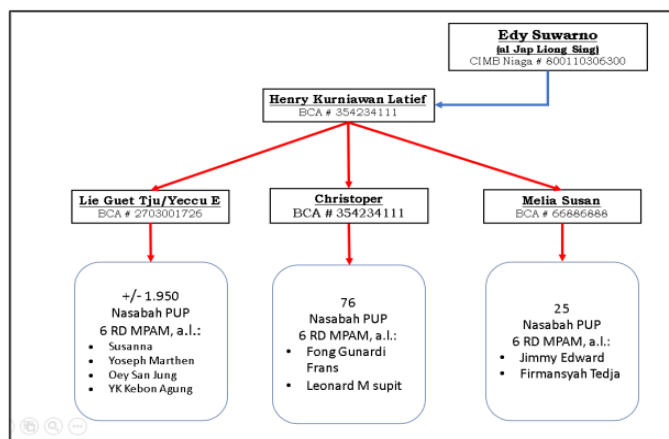 Edy Suwarno
(al Jap Liong Sing)
CIMB Niaga # 800110306300
Henry Kurniawan Latief
BCA # 354234111
Lie Guet Tju/Yeccu E
BCA # 2703001726
Christoper
BCA # 354234111
Melia Susan
BCA # 66886888
+/- 1.950
Nasabah PUP
6 RD MPAM, a.l.:
• Susanna
• Yoseph Marthen
• Oey San Jung
• YK Kebon Agung
76
Nasabah PUP
6 RD MPAM, a.l.:
• Fong Gunardi
Frans
• Leonard M supit
25
Nasabah PUP
6 RD MPAM, a.l.:
• Jimmy Edward
• Firmansyah Tedja